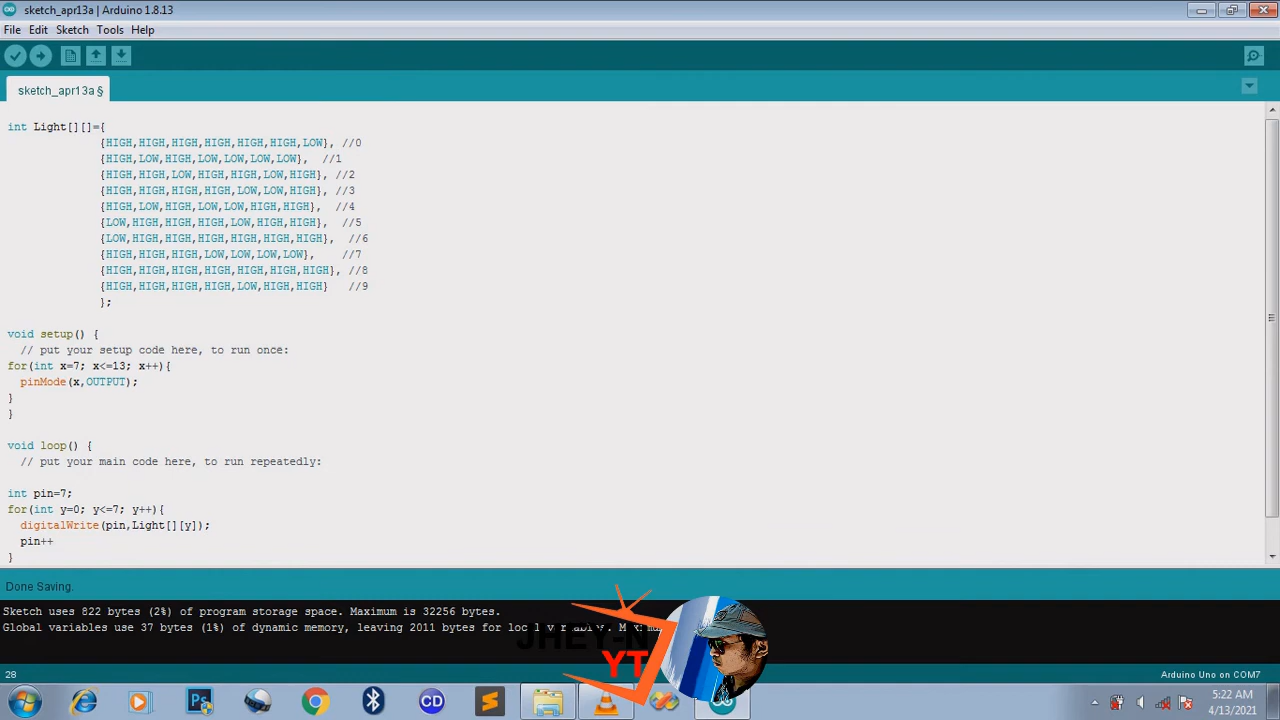 sketch_apr13a | Arduino 1.8.13
File Edit Sketch Tools Help
sketch_apr13a §
int Light[][]={
{HIGH,HIGH,HIGH,HIGH,HIGH,HIGH,LOW}, //0
{HIGH,LOW,HIGH,LOW,LOW,LOW,LOW}, //1
{HIGH,HIGH,LOW,HIGH,HIGH,LOW,HIGH}, //2
{HIGH,HIGH,HIGH,HIGH,LOW,LOW,HIGH}, //3
{HIGH,LOW,HIGH,LOW,LOW,HIGH,HIGH}, //4
{LOW,HIGH,HIGH,HIGH,LOW,HIGH,HIGH}, //5
{LOW,HIGH,HIGH,HIGH,HIGH,HIGH,HIGH}, //6
{HIGH,HIGH,HIGH,LOW,LOW,LOW,LOW}, //7
{HIGH,HIGH,HIGH,HIGH,HIGH,HIGH,HIGH}, //8
{HIGH,HIGH,HIGH,HIGH,LOW,HIGH,HIGH} //9
};
void setup() {
// put your setup code here, to run once:
for(int x=7; x<=13; x++){
pinMode(x,OUTPUT);
}
}
void loop() {
// put your main code here, to run repeatedly:
int pin=7;
for(int y=0; y<=7; y++){
digitalWrite(pin,Light[][y]);
pin++
}
Done Saving.
Sketch uses 822 bytes (2%) of program storage space. Maximum is 32256 bytes.
Global variables use 37 bytes (1%) of dynamic memory, leaving 2011 bytes for local variables.
JHEY-N
YT
28
Arduino Uno on COM7
Ps
CD
5:22 AM
4/13/2021